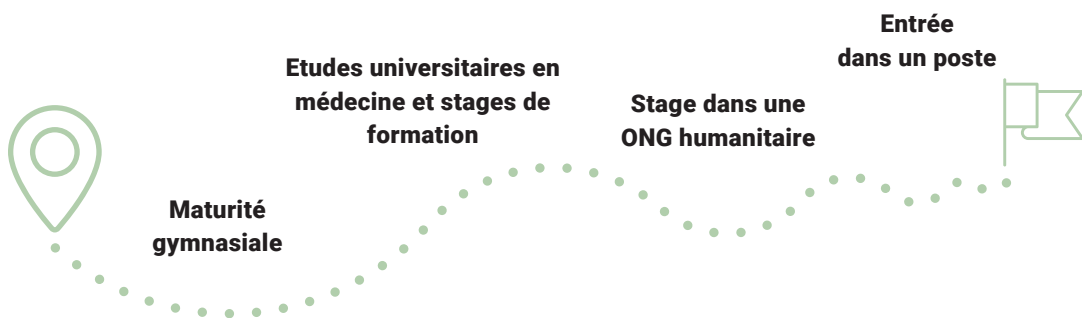 Maturité
gymnasiale
Etudes universitaires en
médecine et stages de
formation
Stage dans une
ONG humanitaire
Entrée
dans un poste